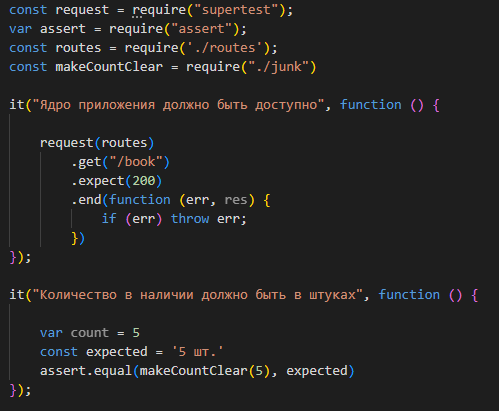 const request = require("supertest");
var assert = require("assert");
const routes = require('./routes');
const makeCountClear = require("./junk")
it("Ядро приложения должно быть доступно", function () {
request(routes)
.get("/book")
.expect(200)
.end(function (err, res) {
if (err) throw err;
})
});
it("Количество в наличии должно быть в штуках", function () {
var count = 5
const expected = '5 шт.'
assert.equal(makeCountClear(5), expected)
});